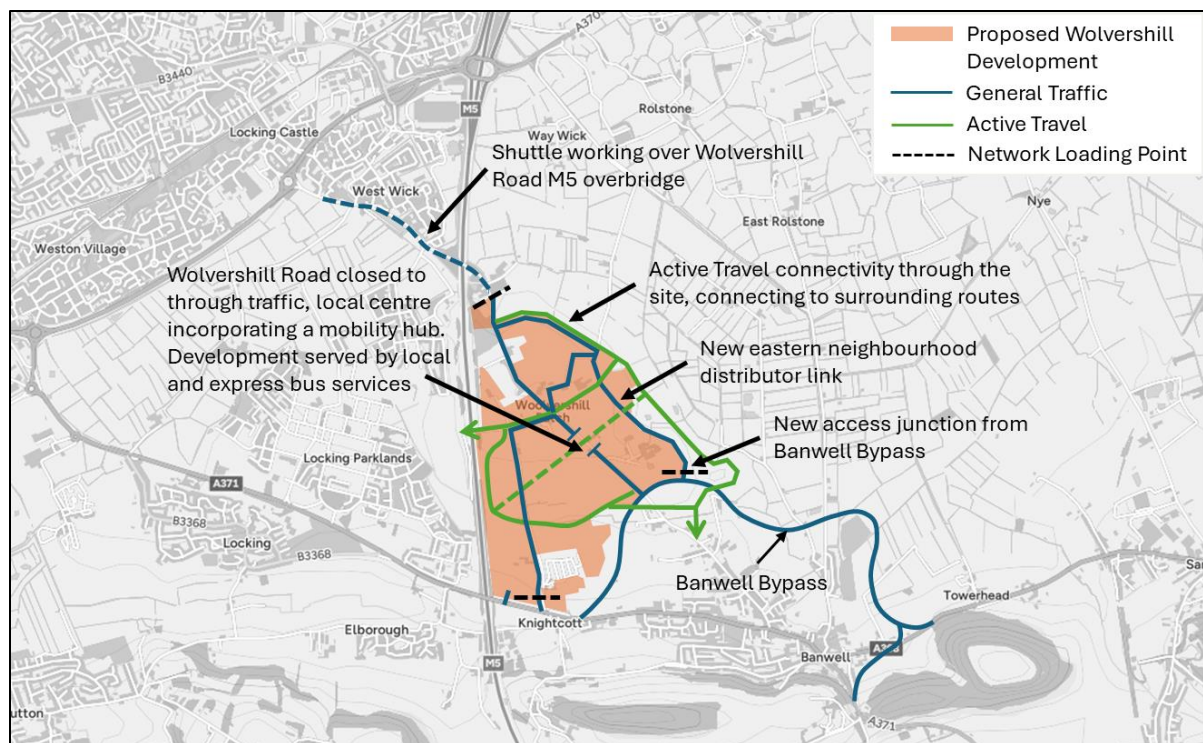 Proposed Wolvershill
Development
General Traffic
Active Travel
Network Loading Point
A370
B3440
M5
Rolstone
Locking Castle
Way Wick
Shuttle working over Wolvershill
Road M5 overbridge
West Wick
Nye
East Rolstone
Weston Village
Wolvershill Road closed to
through traffic, local centre
incorporating a mobility hub.
Development served by local
and express bus services
Active Travel connectivity through the
site, connecting to surrounding routes
New eastern neighbourhood
distributor link
New access junction from
Banwell Bypass
Locking Parklands
A371
B3368
Locking
B3368
Banwell Bypass
Elborough
Knightcott
Towerhead
M5
Banwell
A371